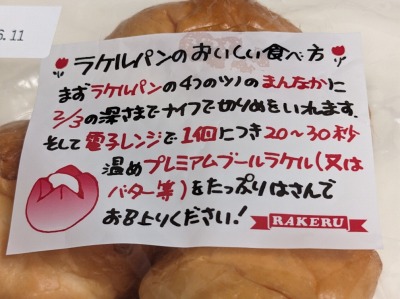 6.11
ラケルパンのおいしい食べ方
まずラケルパンの4つのツノのまんなかに
2/3の深さまでナイフで切りめをいれます.
そして電子レンジで1個につき20～30秒
温めプレミアムブールラケル(又は
バター等)をたっぷりはさんで
お召上りください!
RAKERU